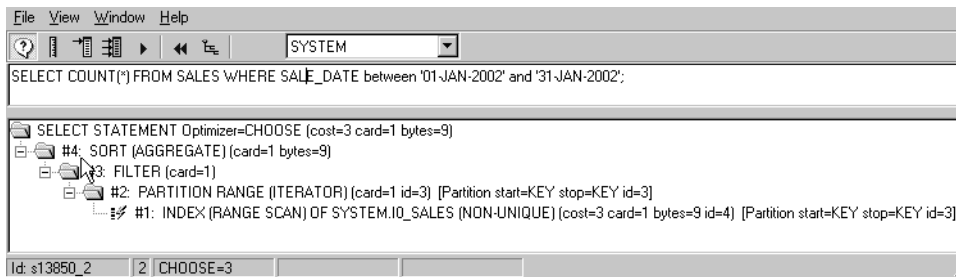 File View Window Help
SYSTEM
SELECT COUNT(*) FROM SALES WHERE SALE_DATE between '01-JAN-2002' and '31-JAN-2002';
SELECT STATEMENT Optimizer=CHOOSE (cost=3 card=1 bytes=9)
#4: SORT (AGGREGATE) (card=1 bytes=9)
#3: FILTER (card=1)
#2: PARTITION RANGE (ITERATOR) (card=1 id=3) [Partition start=KEY stop=KEY id=3]
#1: INDEX (RANGE SCAN) OF SYSTEM.I0_SALES (NON-UNIQUE) (cost=3 card=1 bytes=9 id=4) [Partition start=KEY stop=KEY id=3]
Id: s13850_2 2 CHOOSE=3